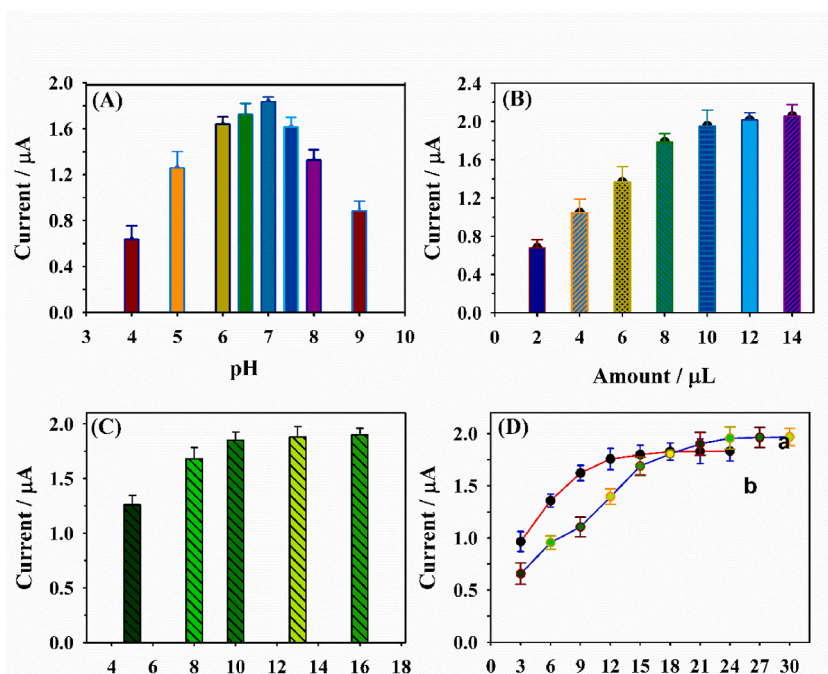 (A)
Current / μA
2.0
1.6
1.2
0.8
0.4
0.0
3 4 5 6 7 8 9 10
pH
(B)
Current / μA
2.4
2.0
1.6
1.2
0.8
0.4
0.0
0 2 4 6 8 10 12 14
Amount / μL
(C)
Current / μA
2.0
1.5
1.0
0.5
0.0
4 6 8 10 12 14 16 18
(D)
Current / μA
2.0
1.5
1.0
0.5
0.0
a
b
0 3 6 9 12 15 18 21 24 27 30